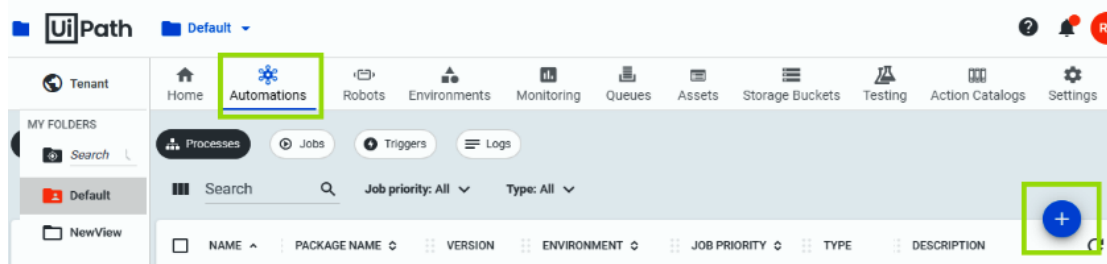 UiPath Default
R
Tenant
Home Automations Robots Environments Monitoring Queues Assets Storage Buckets Testing Action Catalogs Settings
MY FOLDERS
Search
Processes Jobs Triggers Logs
Default
Search Job priority: All Type: All
NewView
NAME PACKAGE NAME VERSION ENVIRONMENT JOB PRIORITY TYPE DESCRIPTION